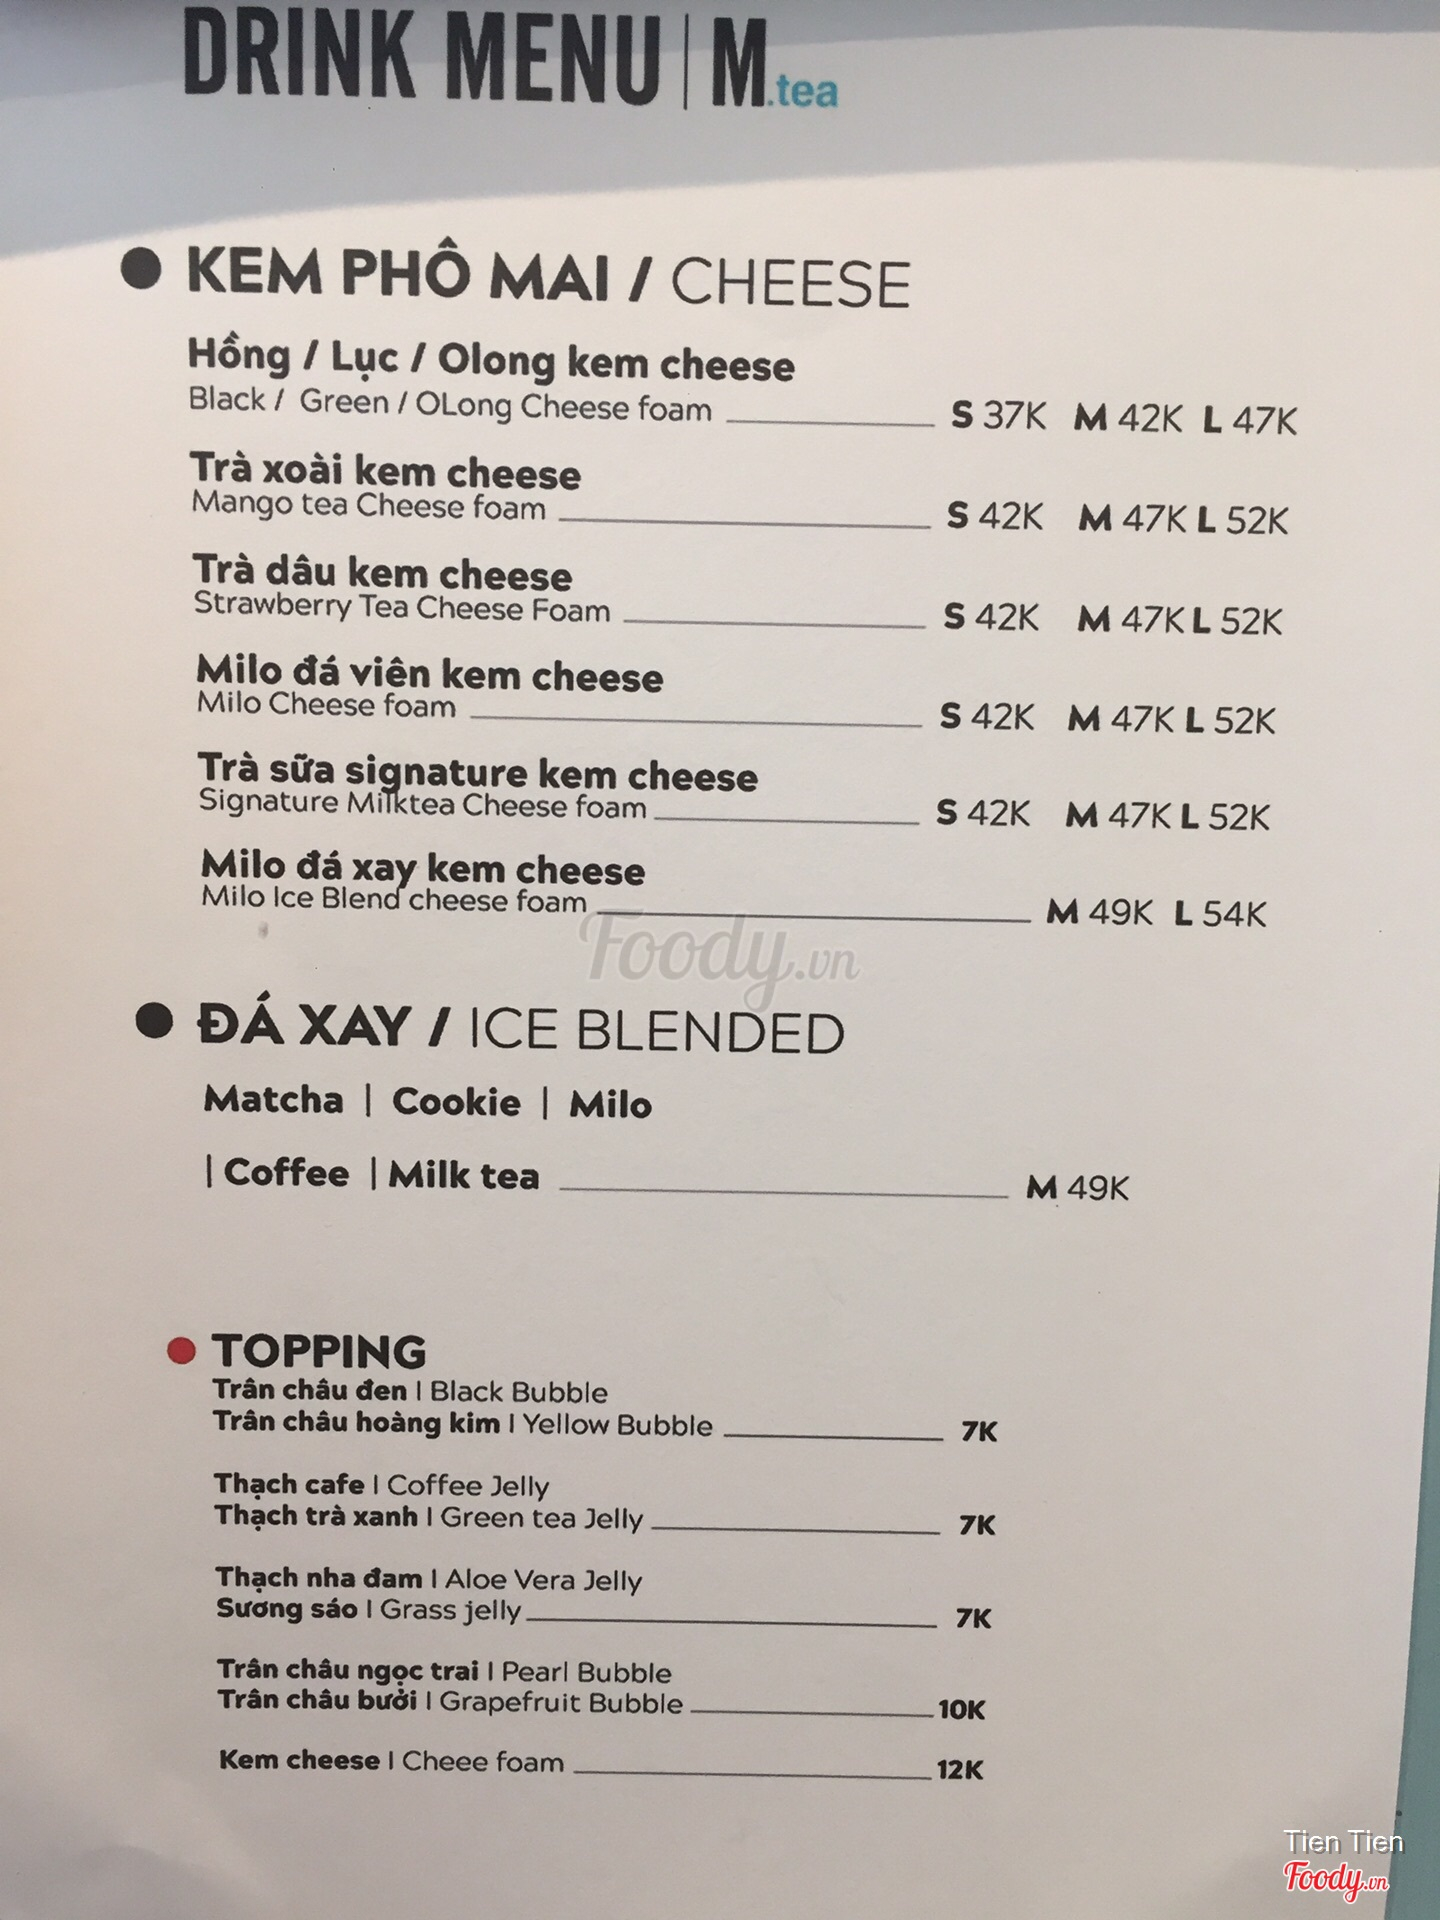 DRINK MENU | M.tea
KEM PHÔ MAI / CHEESE
Hồng / Lục / Olong kem cheese
Black / Green / OLong Cheese foam S 37K M 42K L 47K
Trà xoài kem cheese
Mango tea Cheese foam S 42K M 47K L 52K
Trà dâu kem cheese
Strawberry Tea Cheese Foam S 42K M 47K L 52K
Milo đá viên kem cheese
Milo Cheese foam S 42K M 47K L 52K
Trà sữa signature kem cheese
Signature Milktea Cheese foam S 42K M 47K L 52K
Milo đá xay kem cheese
Milo Ice Blend cheese foam M 49K L 54K
Foody.vn
ĐÁ XAY / ICE BLENDED
Matcha | Cookie | Milo
| Coffee | Milk tea M 49K
TOPPING
Trân châu đen | Black Bubble
Trân châu hoàng kim | Yellow Bubble 7K
Thạch cafe | Coffee Jelly
Thạch trà xanh | Green tea Jelly 7K
Thạch nha đam | Aloe Vera Jelly
Sương sáo | Grass jelly 7K
Trân châu ngọc trai | Pearl Bubble
Trân châu bưởi | Grapefruit Bubble 10K
Kem cheese | Cheee foam 12K
Tien Tien
Foody.vn